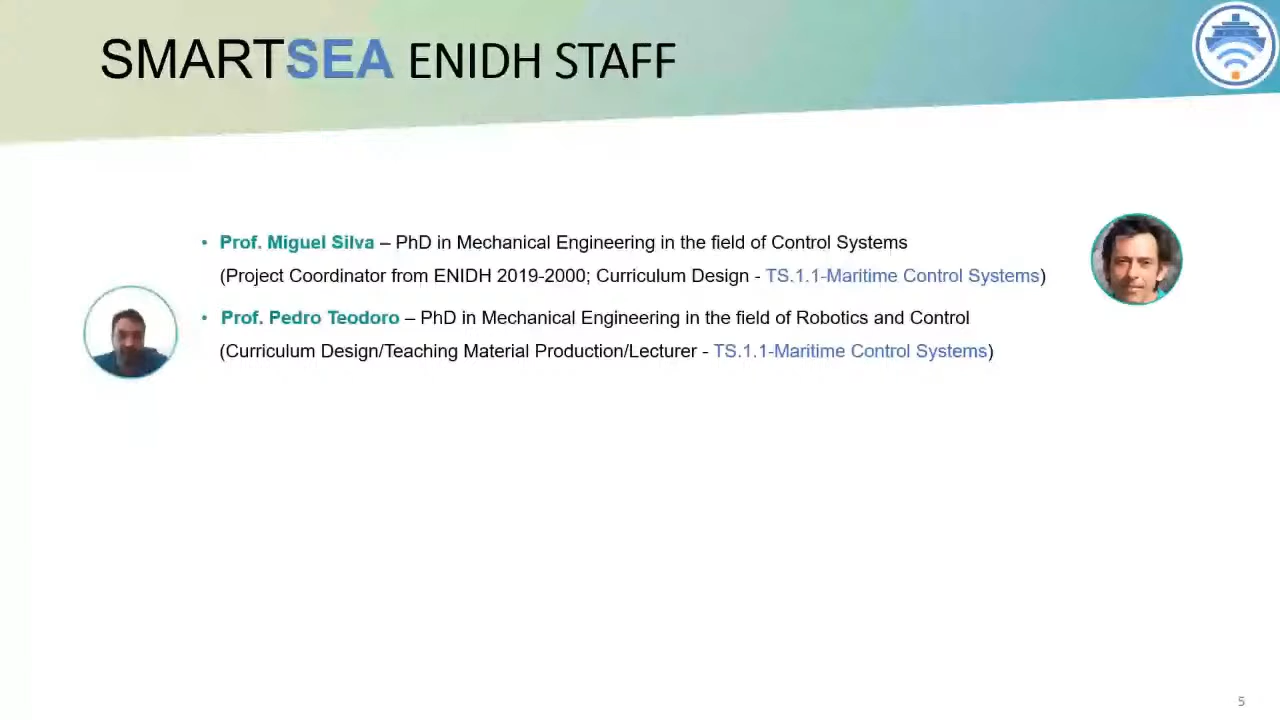 SMARTSEA ENIDH STAFF
• Prof. Miguel Silva – PhD in Mechanical Engineering in the field of Control Systems
(Project Coordinator from ENIDH 2019-2000; Curriculum Design - TS.1.1-Maritime Control Systems)
• Prof. Pedro Teodoro – PhD in Mechanical Engineering in the field of Robotics and Control
(Curriculum Design/Teaching Material Production/Lecturer - TS.1.1-Maritime Control Systems)
5